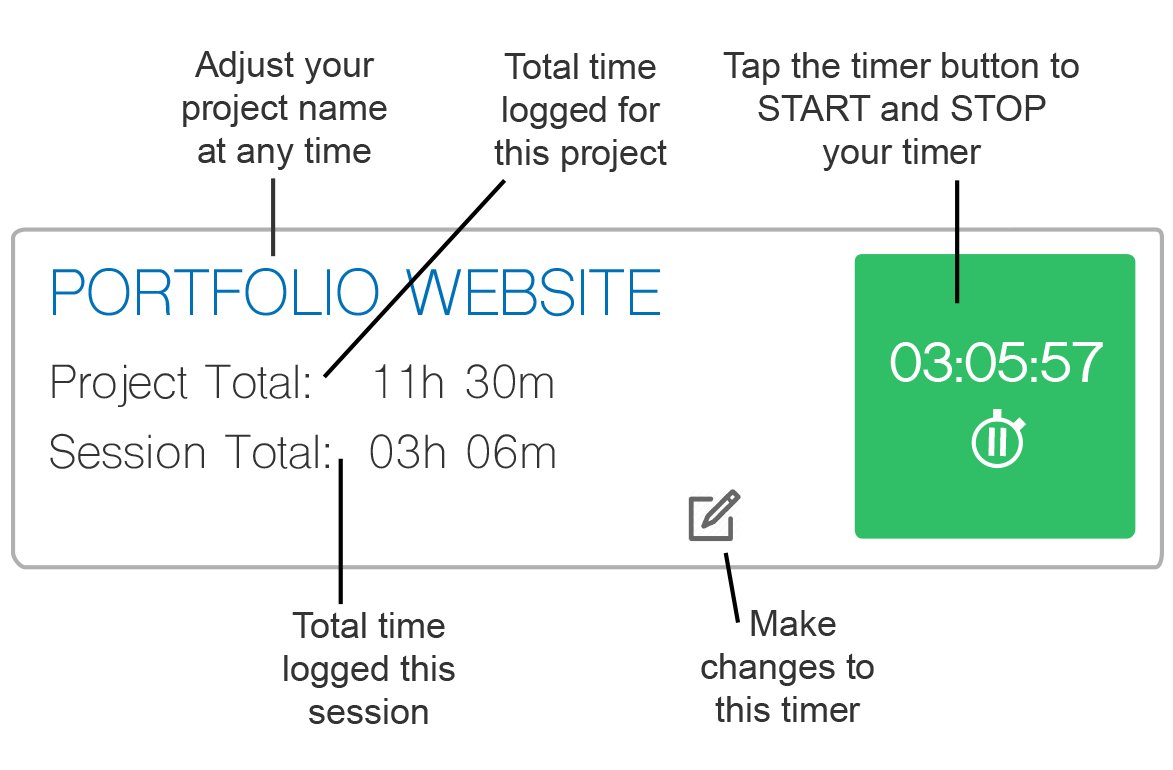 Adjust your
project name
at any time
Total time
logged for
this project
Tap the timer button to
START and STOP
your timer
PORTFOLIO WEBSITE
Project Total: 11h 30m
Session Total: 03h 06m
03:05:57
Total time
logged this
session
Make
changes to
this timer